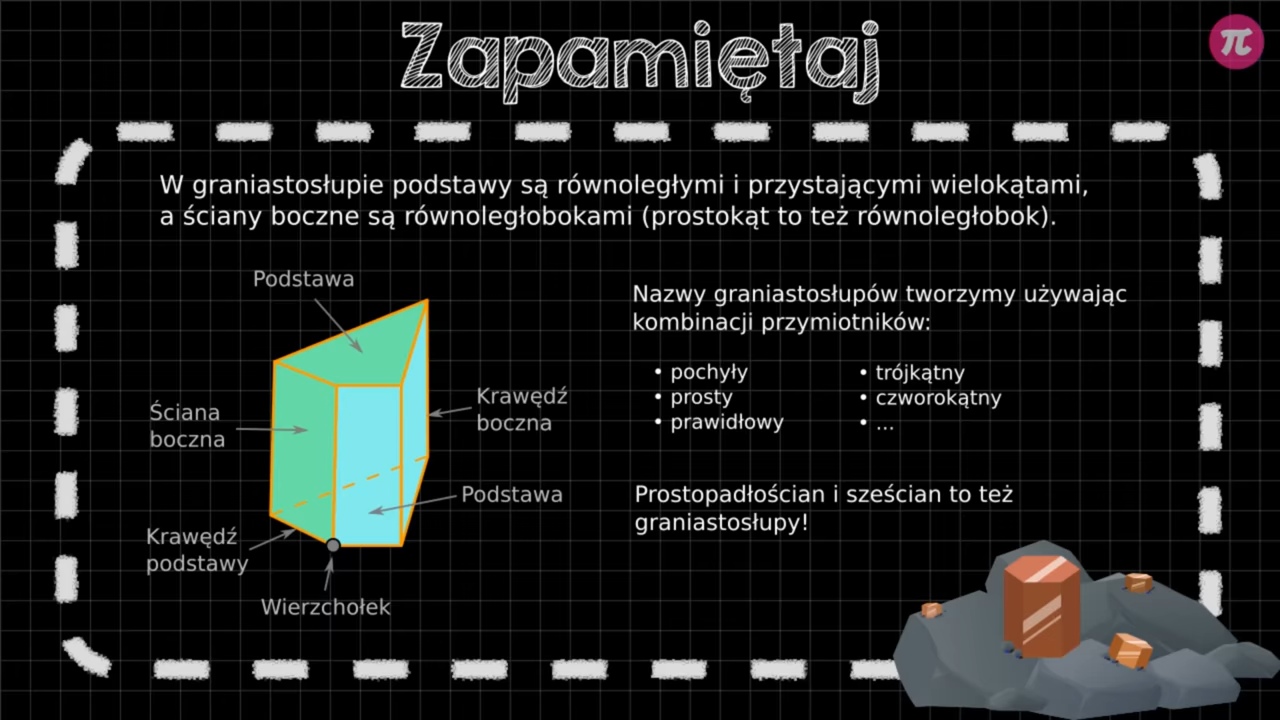 Zapamiętaj
π
W graniastosłupie podstawy są równoległymi i przystającymi wielokątami,
a ściany boczne są równoległobokami (prostokąt to też równoległobok).
Podstawa
Ściana
boczna
Krawędź
boczna
Podstawa
Krawędź
podstawy
Wierzchołek
Nazwy graniastosłupów tworzymy używając
kombinacji przymiotników:
• pochyły
• prosty
• prawidłowy
• trójkątny
• czworokątny
• ...
Prostopadłościan i sześcian to też
graniastosłupy!